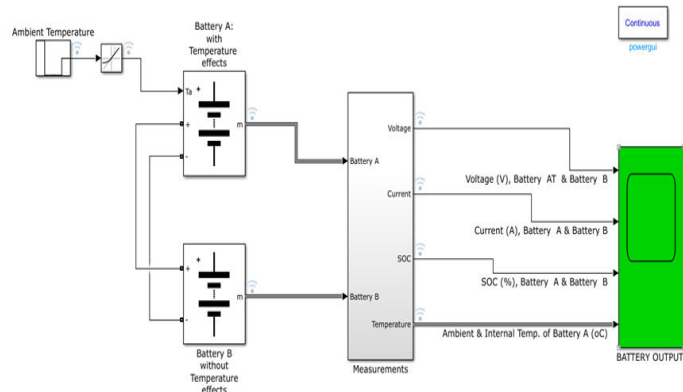 Continuous
powergui
Ambient Temperature
Battery A:
with
Temperature
effects
Ta
+
+
-
m
Battery A
Battery B
Voltage
Current
SOC
Temperature
Measurements
Voltage (V), Battery AT & Battery B
Current (A), Battery A & Battery B
SOC (%), Battery A & Battery B
Ambient & Internal Temp. of Battery A (oC)
BATTERY OUTPUT
+
+
-
m
Battery B
without
Temperature
effects